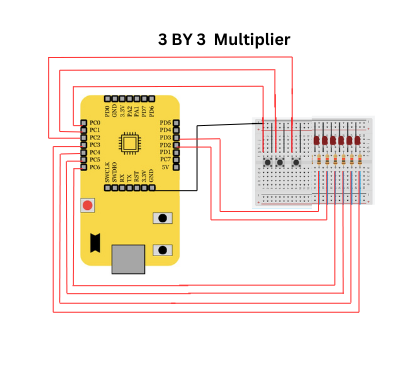 3 BY 3 Multiplier
PD0
GND
3.3V
PA2
PA1
PD7
PD6
PC0
PC1
PC2
PC3
PC4
PC5
PC6
PD5
PD4
PD3
PD2
PD1
PC7
5V
SWCLK
SWDIO
RX
TX
RST
3.3V
GND